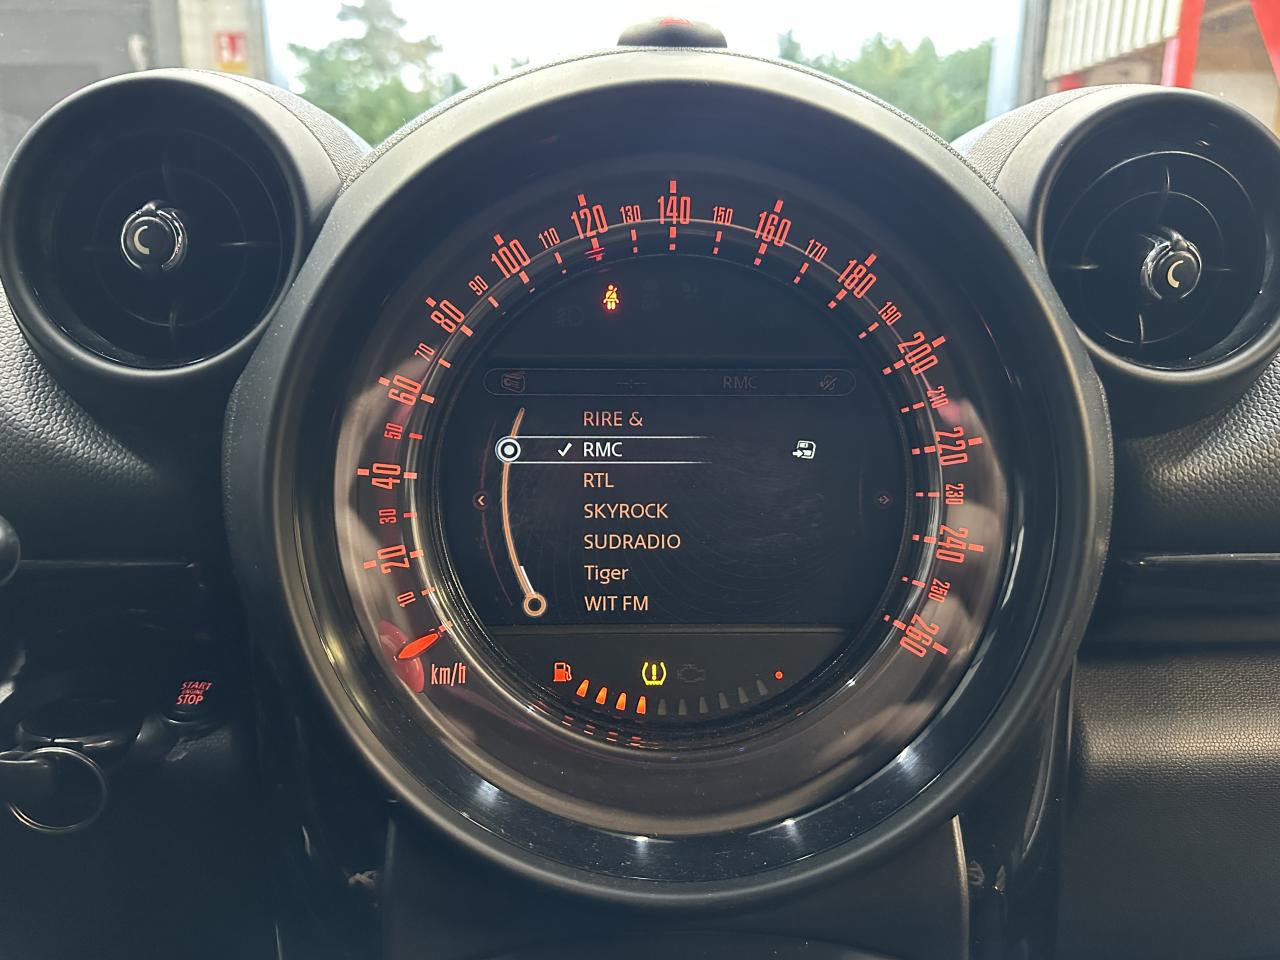 10
20
30
40
50
60
70
80
90
100
110
120
130
140
150
160
170
180
190
200
210
220
230
240
250
260
km/h
RMC
RIRE &
✓ RMC
RTL
SKYROCK
SUDRADIO
Tiger
WIT FM
START
ENGINE
STOP